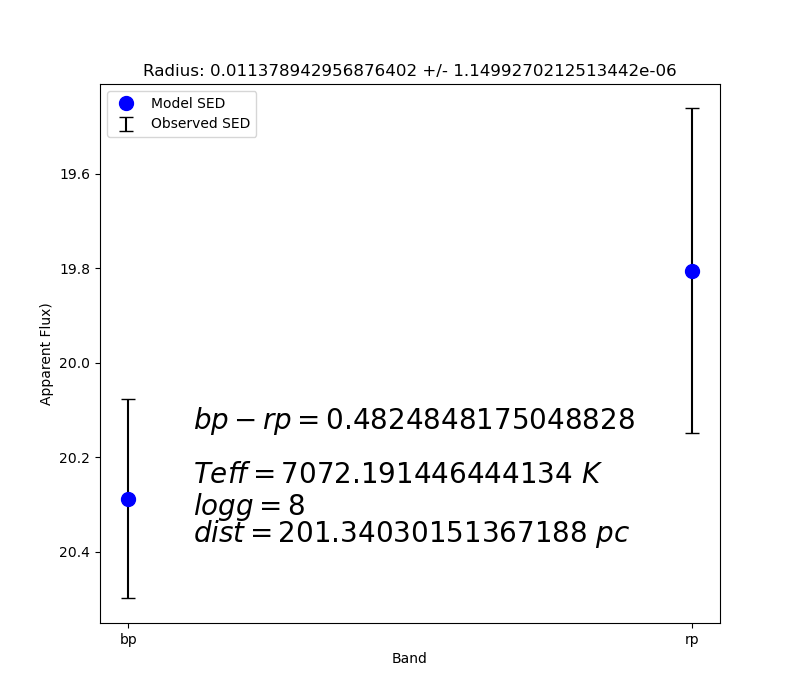 Radius: 0.011378942956876402 +/- 1.1499270212513442e-06
Model SED
Observed SED
19.6
19.8
20.0
20.2
20.4
Apparent Flux)
bp − rp = 0.4824848175048828
Teff = 7072.191446444134 K
logg = 8
dist = 201.34030151367188 pc
bp
rp
Band